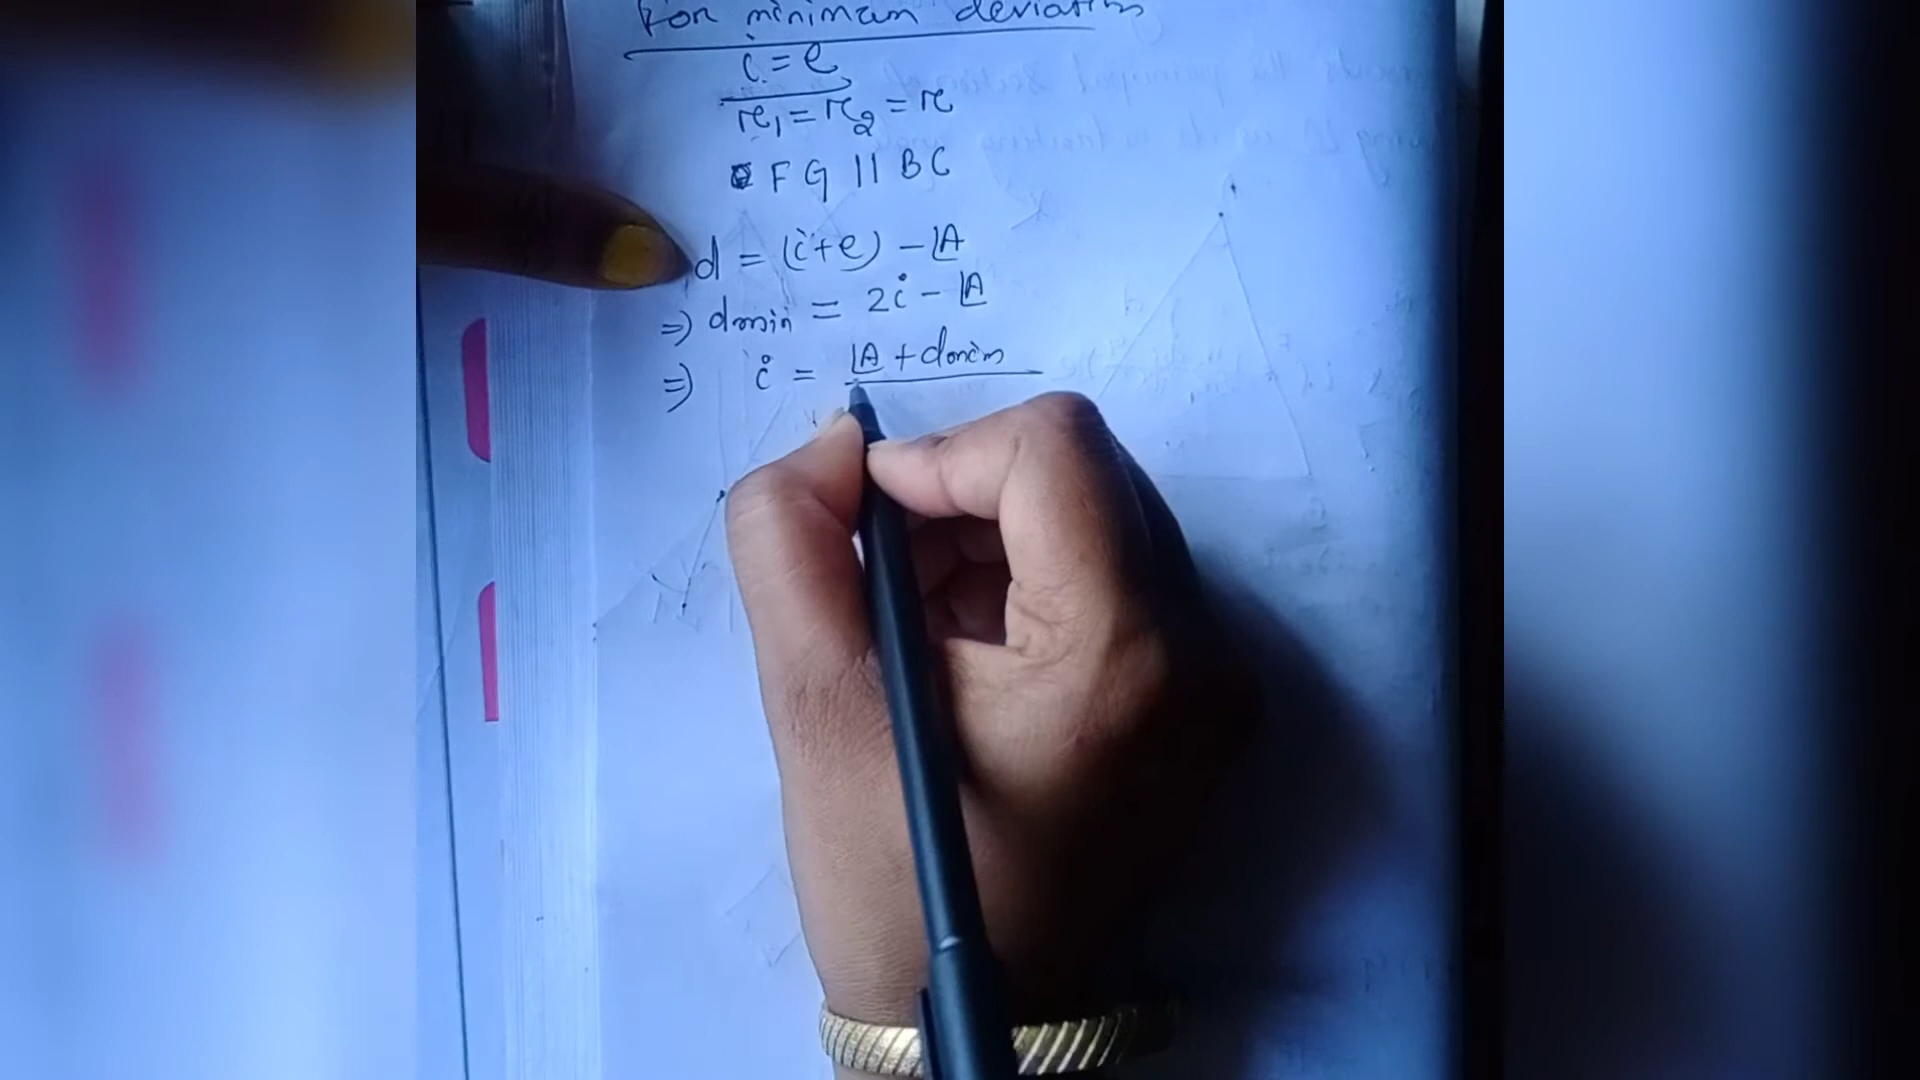 For minimum deviation
i = e
r₁ = r₂ = r
FG || BC
d = (i+e) - ∠A
⇒) dmin = 2i - ∠A
⇒) i = ∠A + dmin